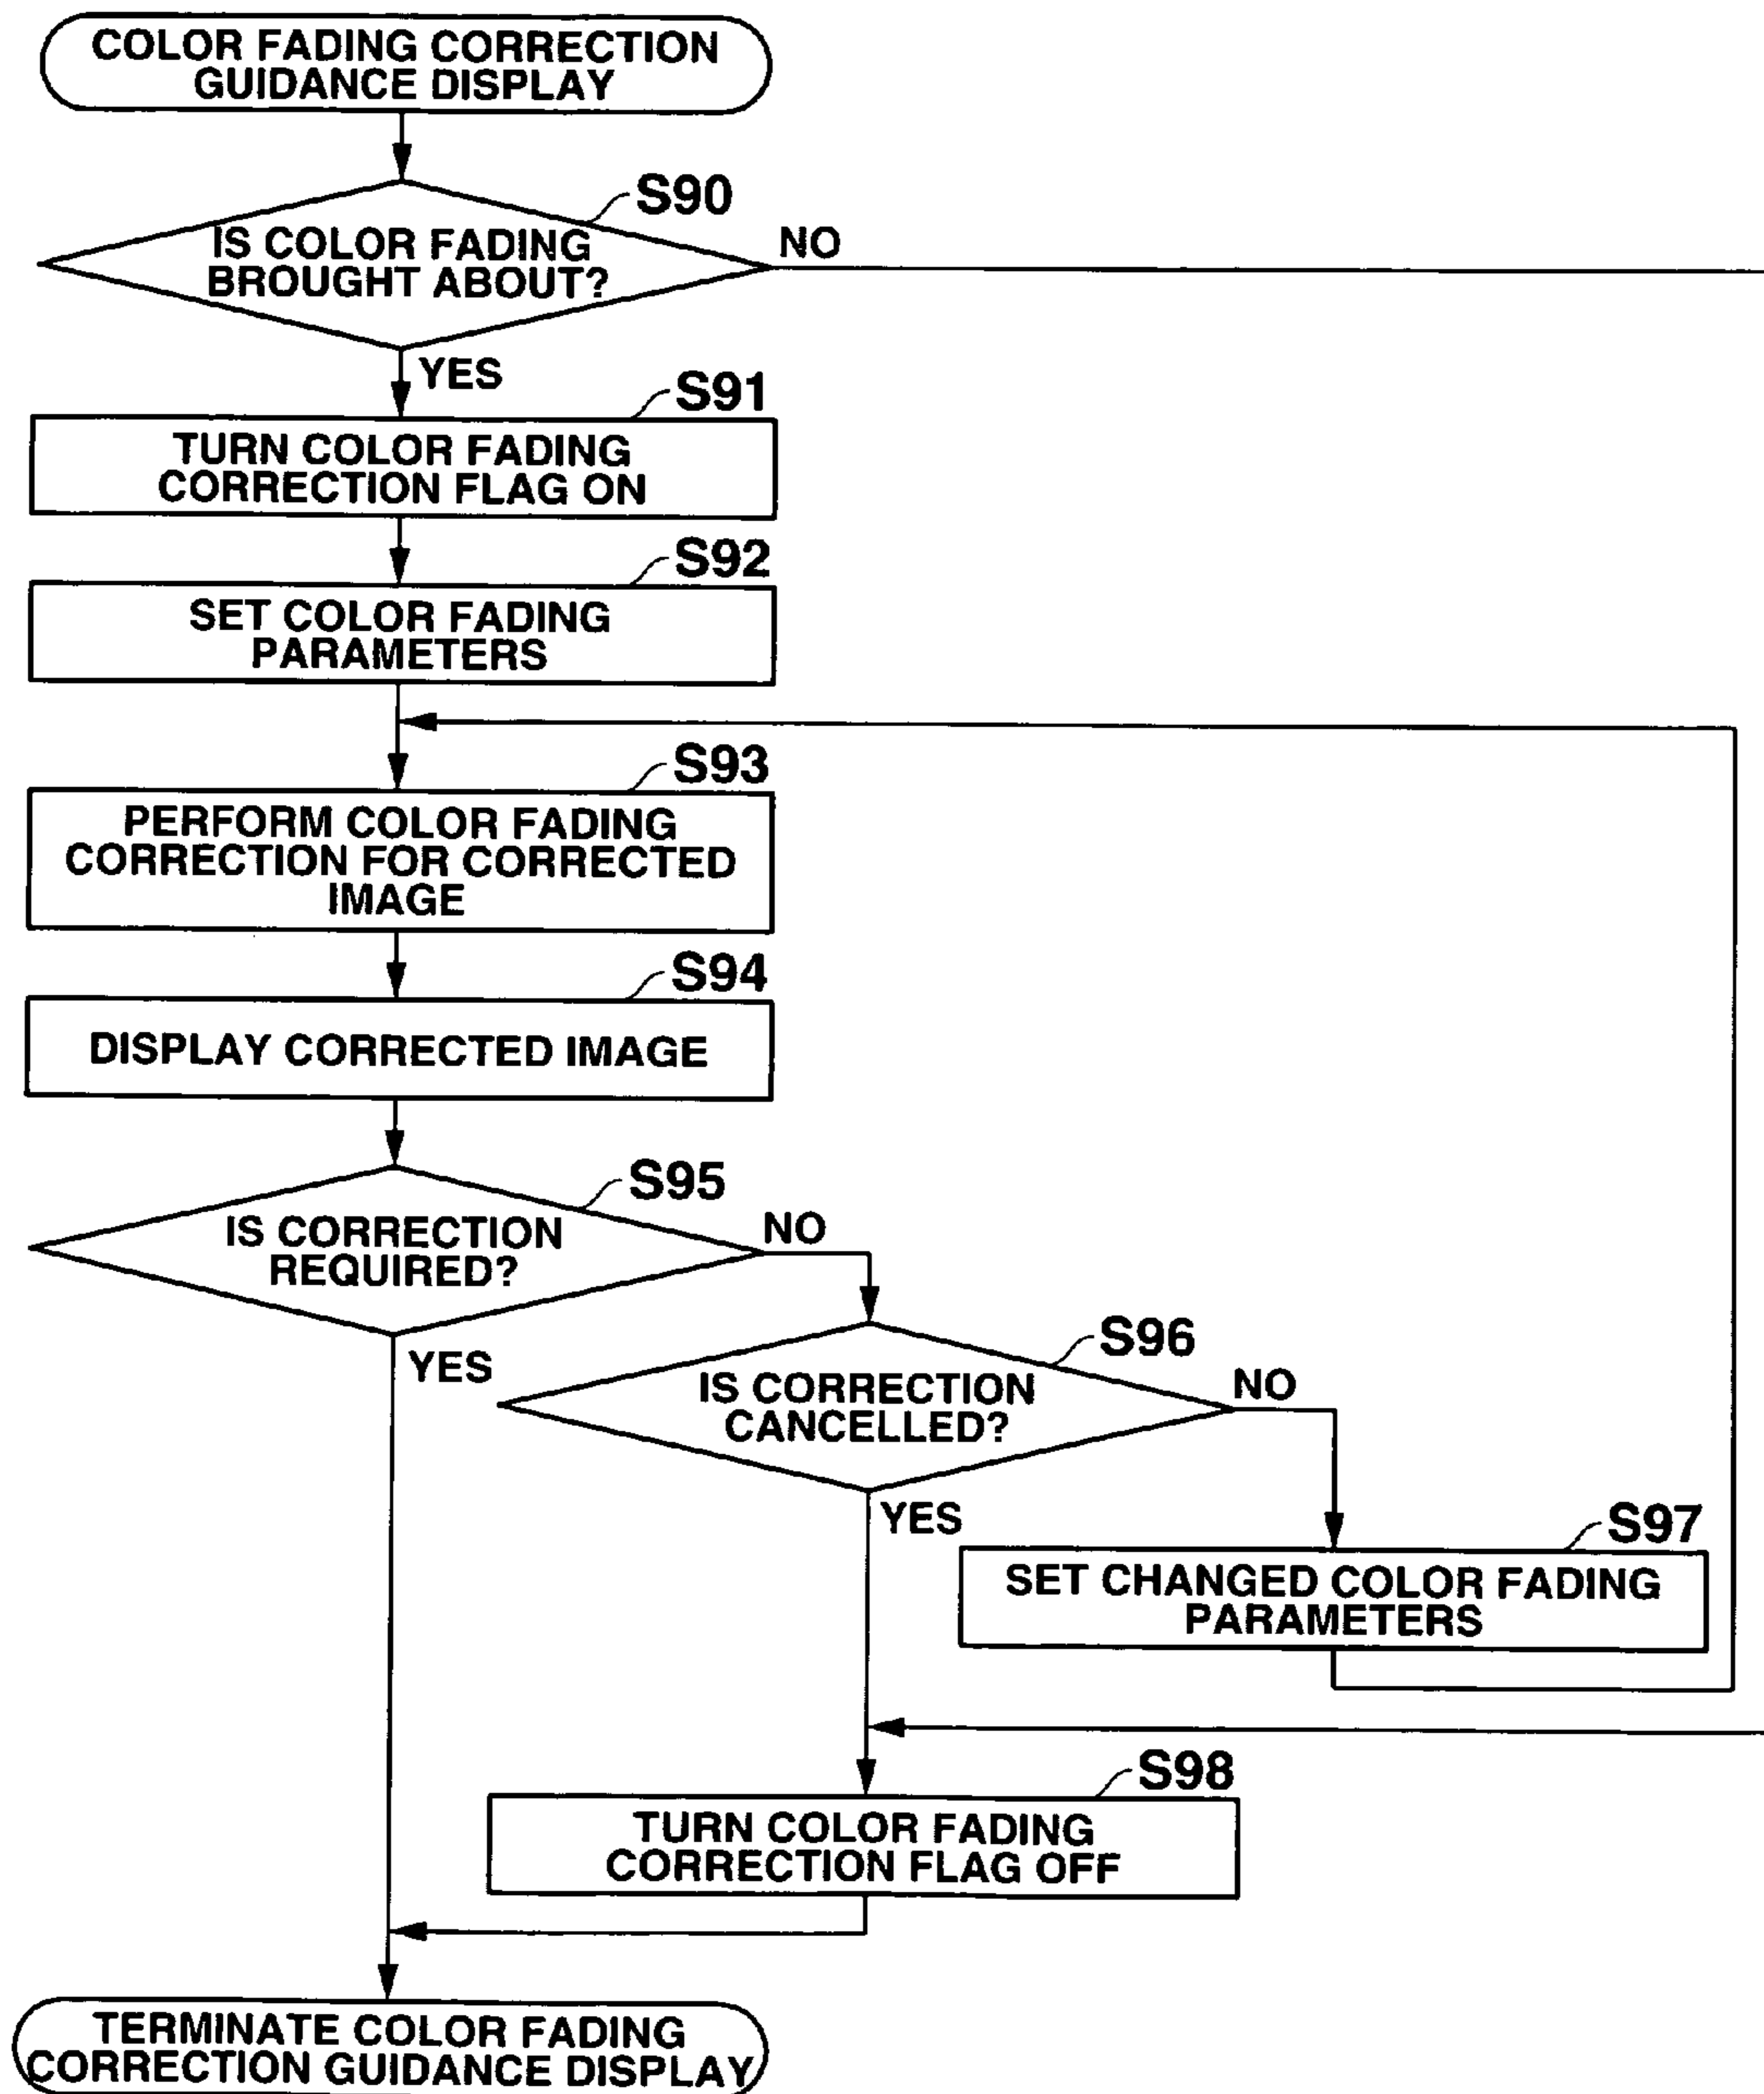 COLOR FADING CORRECTION
GUIDANCE DISPLAY
S90
IS COLOR FADING
BROUGHT ABOUT?
NO
YES
S91
TURN COLOR FADING
CORRECTION FLAG ON
S92
SET COLOR FADING
PARAMETERS
S93
PERFORM COLOR FADING
CORRECTION FOR CORRECTED
IMAGE
S94
DISPLAY CORRECTED IMAGE
S95
IS CORRECTION
REQUIRED?
NO
YES
S96
IS CORRECTION
CANCELLED?
NO
YES
S97
SET CHANGED COLOR FADING
PARAMETERS
S98
TURN COLOR FADING
CORRECTION FLAG OFF
TERMINATE COLOR FADING
CORRECTION GUIDANCE DISPLAY